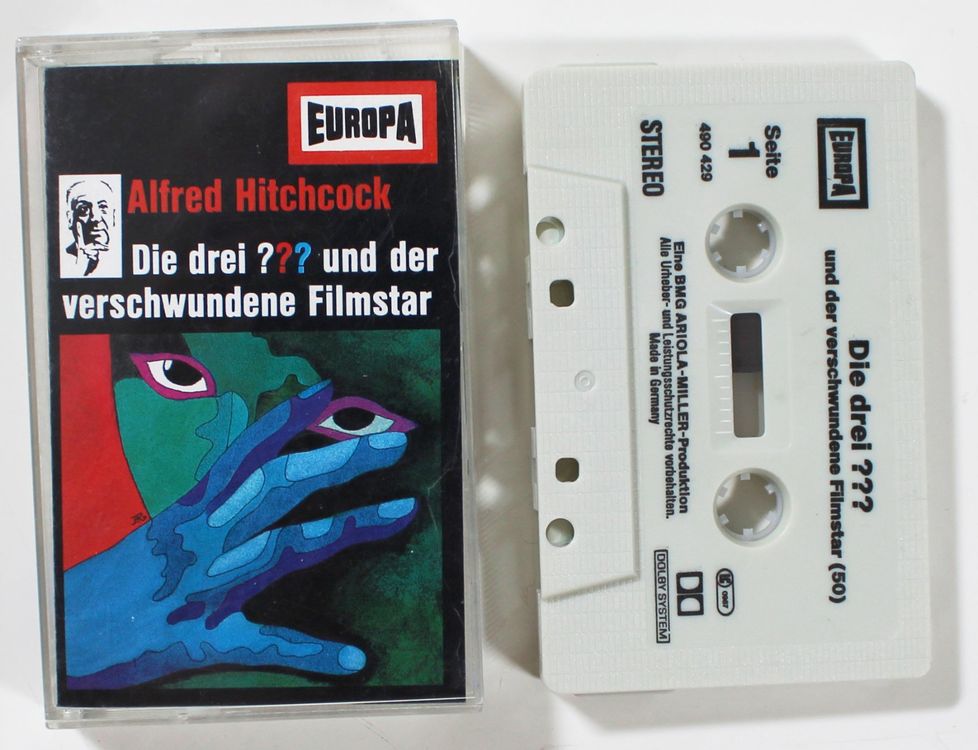 EUROPA
Alfred Hitchcock
Die drei ??? und der
verschwundene Filmstar
EUROPA
Die drei ???
und der verschwundene Filmstar (50)
Seite
1
490 429
STEREO
Eine BMG ARIOLA-MILLER-Produktion
Alle Urheber- und Leistungsschutzrechte vorbehalten.
Made in Germany
DOLBY SYSTEM